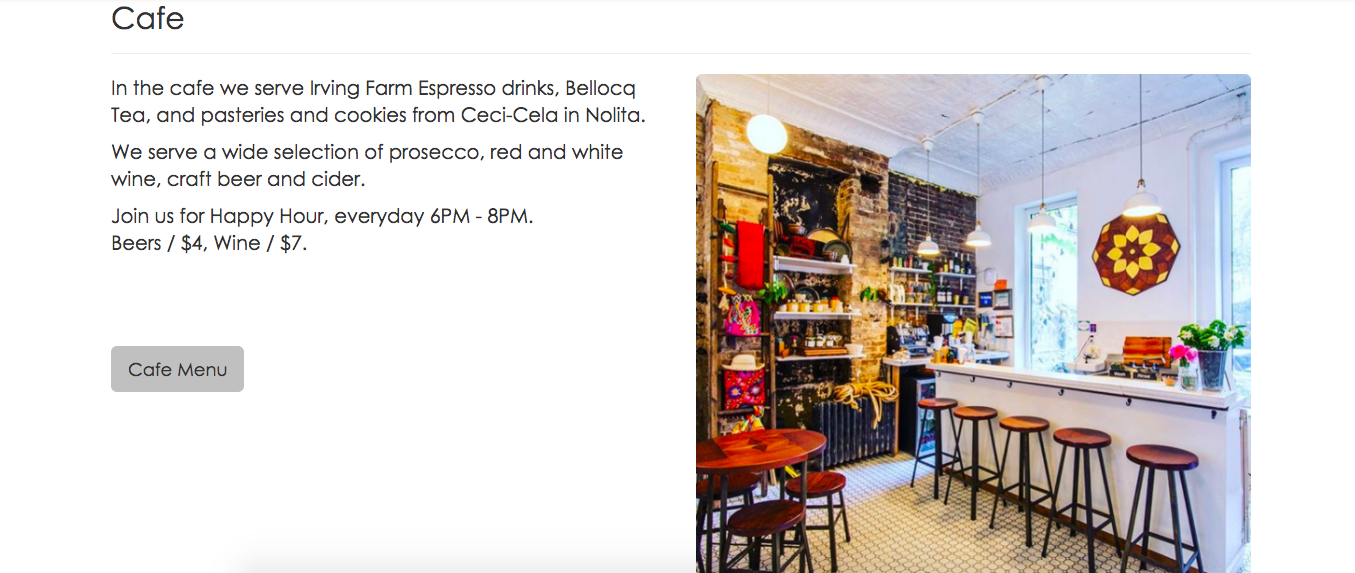 Cafe
In the cafe we serve Irving Farm Espresso drinks, Bellocq
Tea, and pasteries and cookies from Ceci-Cela in Nolita.
We serve a wide selection of prosecco, red and white
wine, craft beer and cider.
Join us for Happy Hour, everyday 6PM - 8PM.
Beers / $4, Wine / $7.
Cafe Menu